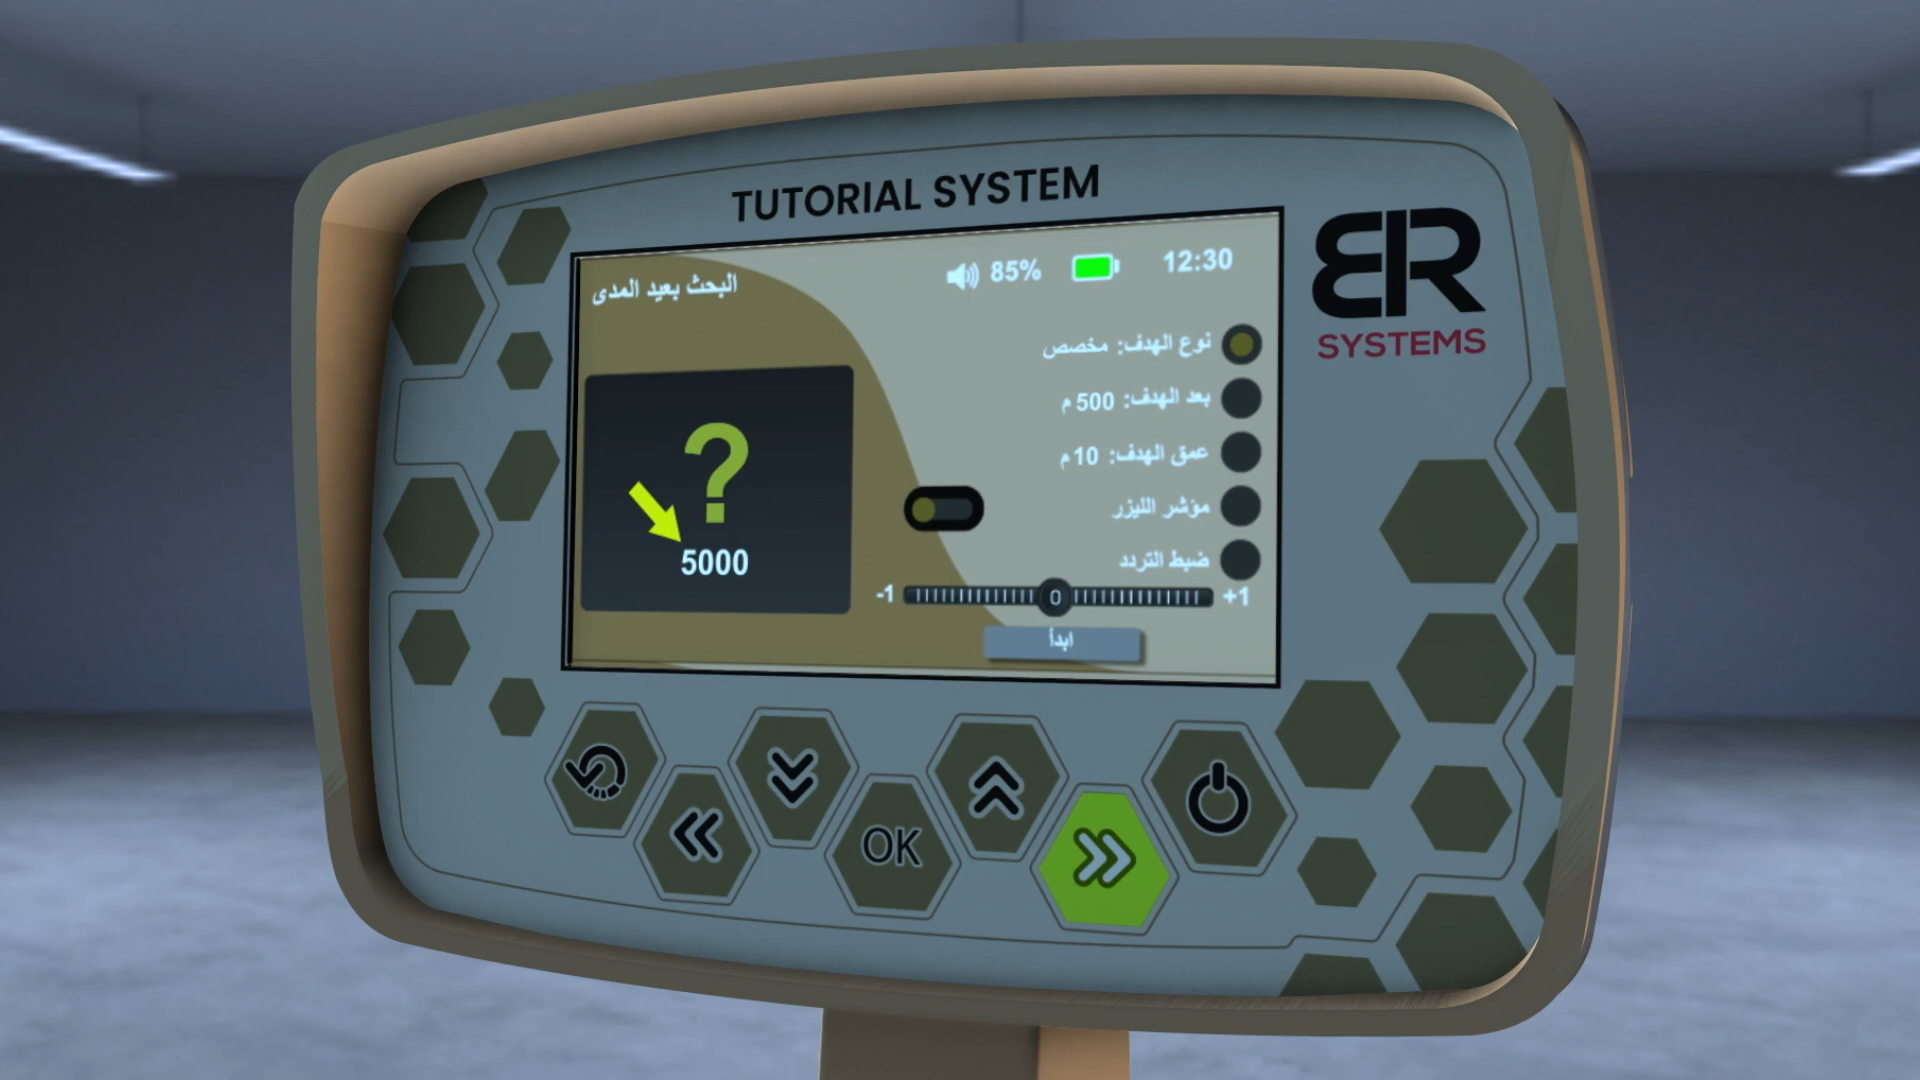 TUTORIAL SYSTEM
BR
SYSTEMS
البحث بعيد المدى
85%
12:30
نوع الهدف: مخصص
بعد الهدف: 500 م
عمق الهدف: 10 م
مؤشر الليزر
ضبط التردد
?
5000
-1
0
+1
ابدأ
OK